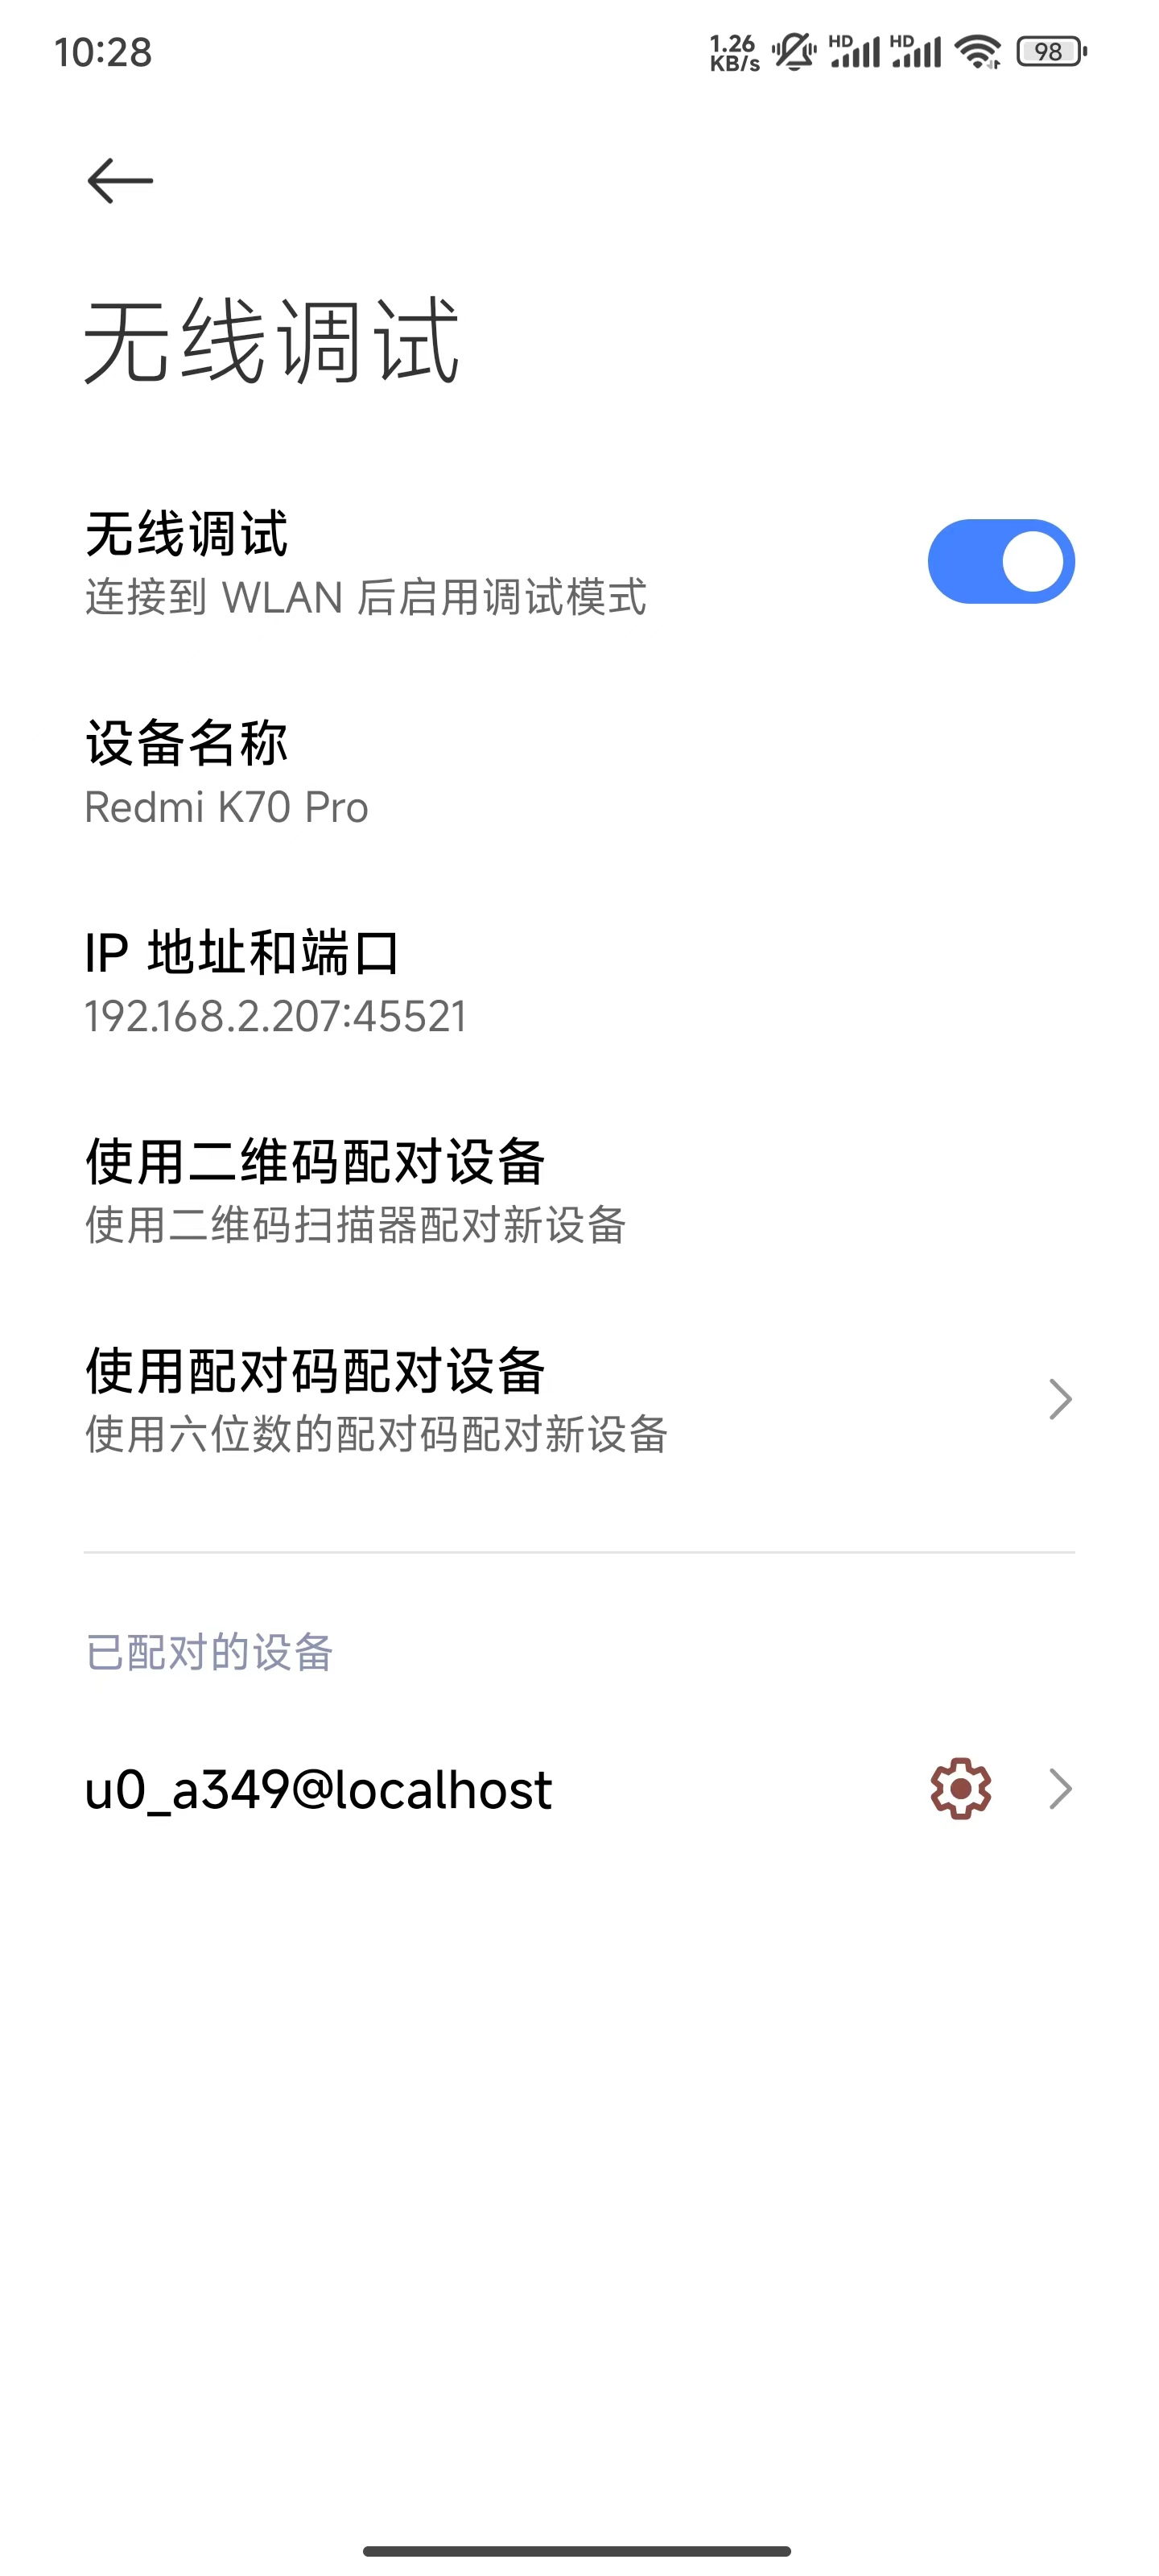 10:28
1.26
KB/s
HD
HD
98
无线调试
无线调试
连接到 WLAN 后启用调试模式
设备名称
Redmi K70 Pro
IP 地址和端口
192.168.2.207:45521
使用二维码配对设备
使用二维码扫描器配对新设备
使用配对码配对设备
使用六位数的配对码配对新设备
已配对的设备
u0_a349@localhost